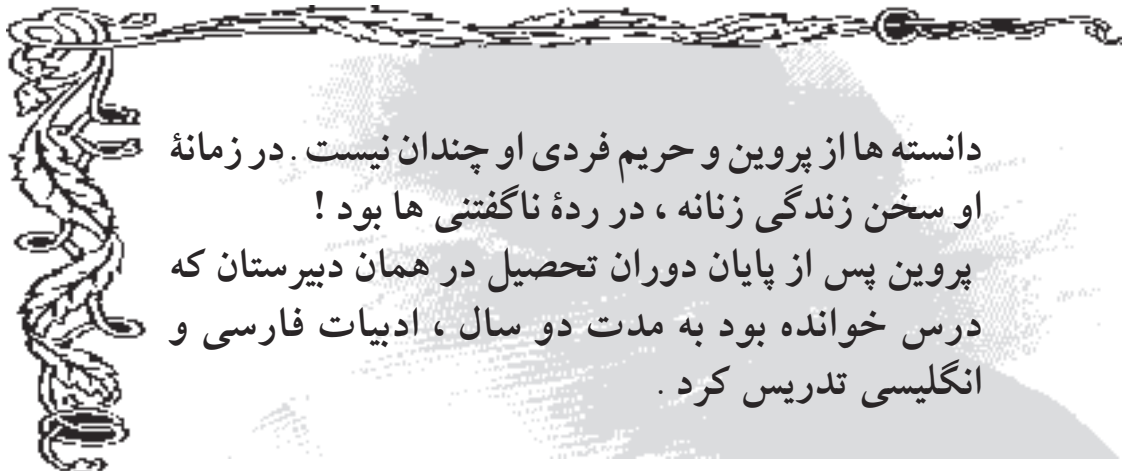 دانسته ها از پروین و حریم فردی او چندان نیست . در زمانهٔ
او سخن زندگی زنانه ، در ردهٔ ناگفتنی ها بود !
پروین پس از پایان دوران تحصیل در همان دبیرستان که
درس خوانده بود به مدت دو سال ، ادبیات فارسی و
انگلیسی تدریس کرد .